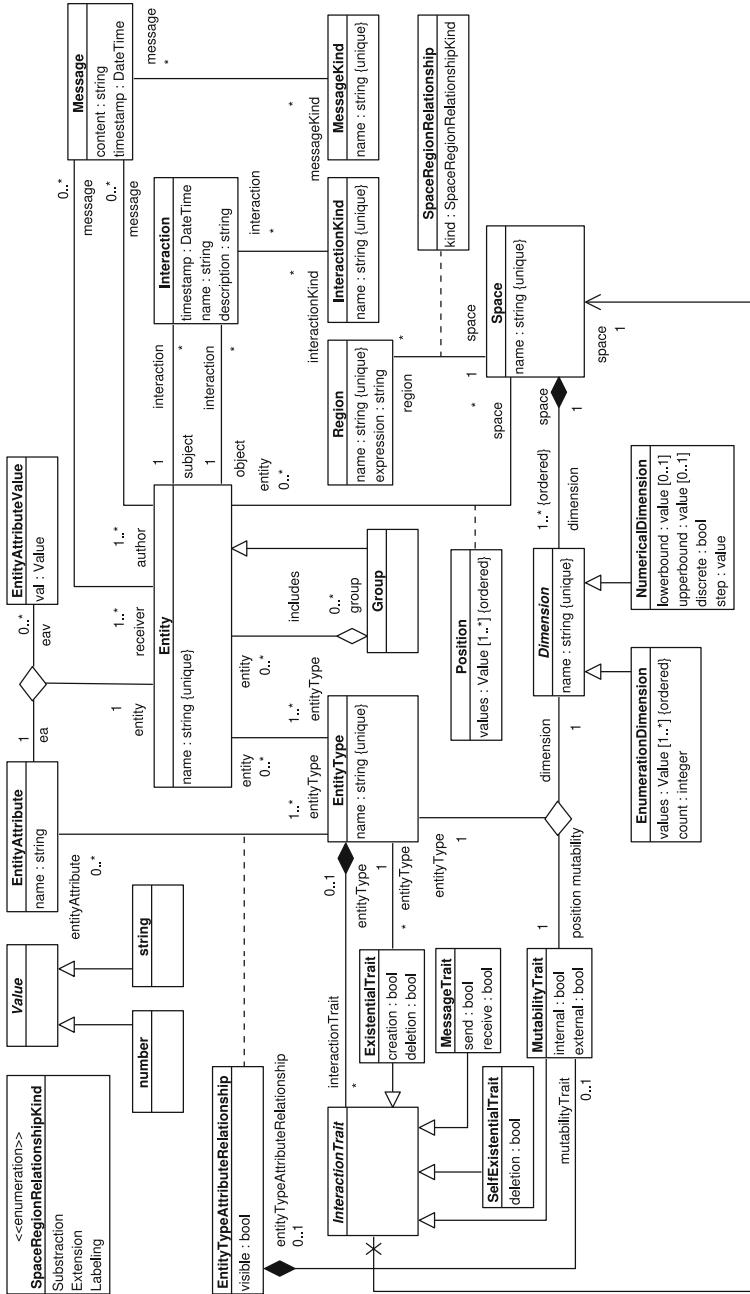 <<enumeration>>
SpaceRegionRelationshipKind
Substraction
Extension
Labeling
Value
number
string
EntityAttribute
name : string
entityAttribute
0..*
1
ea
0..*
eav
EntityAttributeValue
val : Value
1
entity
Message
content : string
timestamp : DateTime
0..*
message
0..*
message
message
*
1..*
receiver
1..*
author
Entity
name : string {unique}
1
subject
interaction
*
1
object
interaction
*
Interaction
timestamp : DateTime
name : string
description : string
interaction
*
*
messageKind
MessageKind
name : string {unique}
*
interactionKind
InteractionKind
name : string {unique}
EntityTypeAttributeRelationship
visible : bool
entityTypeAttributeRelationship
0..1
1..*
entityType
entity
0..*
1..*
entityType
EntityType
name : string {unique}
entity
0..*
includes
0..*
group
Group
entity
0..*
Region
name : string {unique}
expression : string
region
*
SpaceRegionRelationship
kind : SpaceRegionRelationshipKind
1
space
*
space
interactionTrait
*
0..1
entityType
InteractionTrait
ExistentialTrait
creation : bool
deletion : bool
*
1
entityType
MessageTrait
send : bool
receive : bool
SelfExistentialTrait
deletion : bool
entityType
1
Position
values : Value [1..*] {ordered}
Space
name : string {unique}
space
1
space
1
mutabilityTrait
0..1
MutabilityTrait
internal : bool
external : bool
1
position mutability
dimension
1
Dimension
name : string {unique}
1..* {ordered}
dimension
EnumerationDimension
values : Value [1..*] {ordered}
count : integer
NumericalDimension
lowerbound : value [0..1]
upperbound : value [0..1]
discrete : bool
step : value